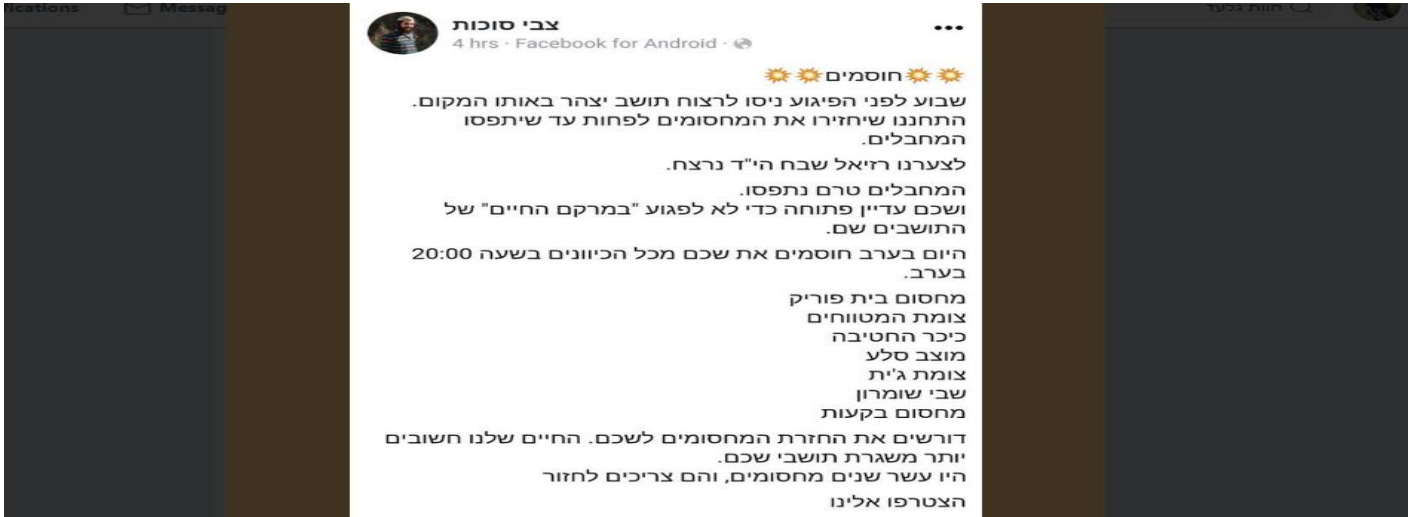 fications
Messag
חוות גלעד
צבי סוכות
4 hrs · Facebook for Android ·
💥💥חוסמים💥💥
שבוע לפני הפיגוע ניסו לרצוח תושב יצהר באותו המקום.
התחננו שיחזירו את המחסומים לפחות עד שיתפסו
המחבלים.
לצערנו רזיאל שבח הי"ד נרצח.
המחבלים טרם נתפסו.
ושכם עדיין פתוחה כדי לא לפגוע "במרקם החיים" של
התושבים שם.
היום בערב חוסמים את שכם מכל הכיוונים בשעה 20:00
בערב.
מחסום בית פוריק
צומת המטווחים
כיכר החטיבה
מוצב סלע
צומת ג'ית
שבי שומרון
מחסום בקעות
דורשים את החזרת המחסומים לשכם. החיים שלנו חשובים
יותר משגרת תושבי שכם.
היו עשר שנים מחסומים, והם צריכים לחזור
הצטרפו אלינו